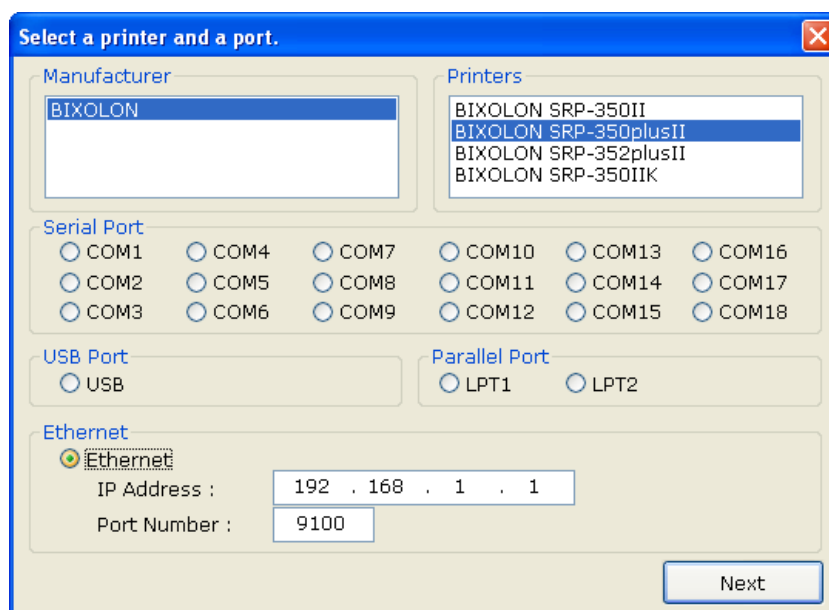 Select a printer and a port.
Manufacturer
BIXOLON
Printers
BIXOLON SRP-350II
BIXOLON SRP-350plusII
BIXOLON SRP-352plusII
BIXOLON SRP-350IIK
Serial Port
COM1 COM4 COM7 COM10 COM13 COM16
COM2 COM5 COM8 COM11 COM14 COM17
COM3 COM6 COM9 COM12 COM15 COM18
USB Port
USB
Parallel Port
LPT1 LPT2
Ethernet
Ethernet
IP Address : 192 . 168 . 1 . 1
Port Number : 9100
Next